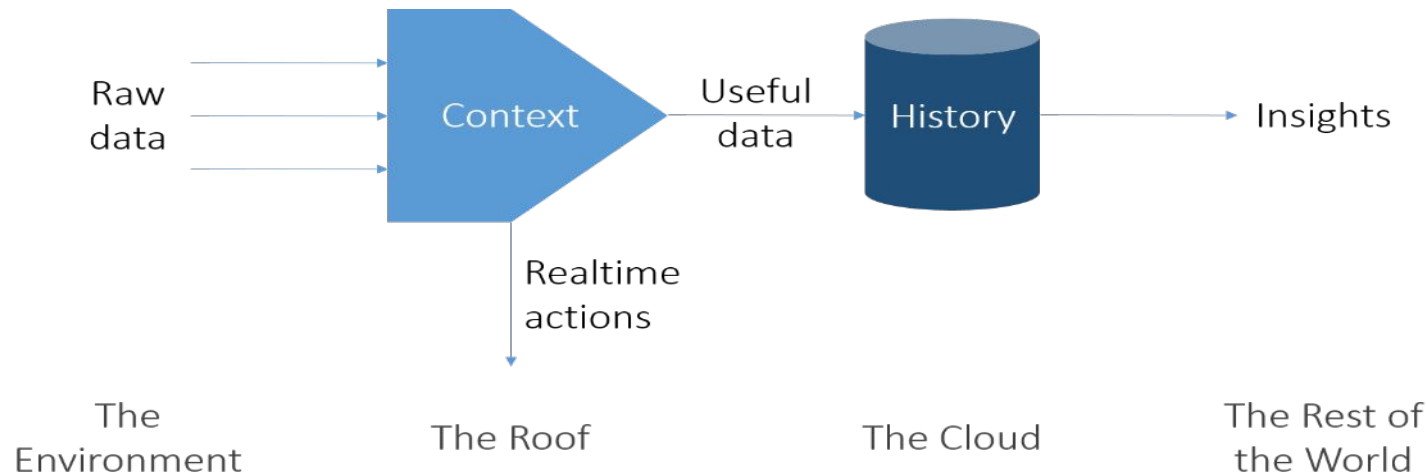 Raw
data
Context
Useful
data
History
Insights
Realtime
actions
The
Environment
The Roof
The Cloud
The Rest of
the World